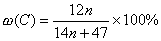 ω(C) = 12n / (14n + 47) × 100%